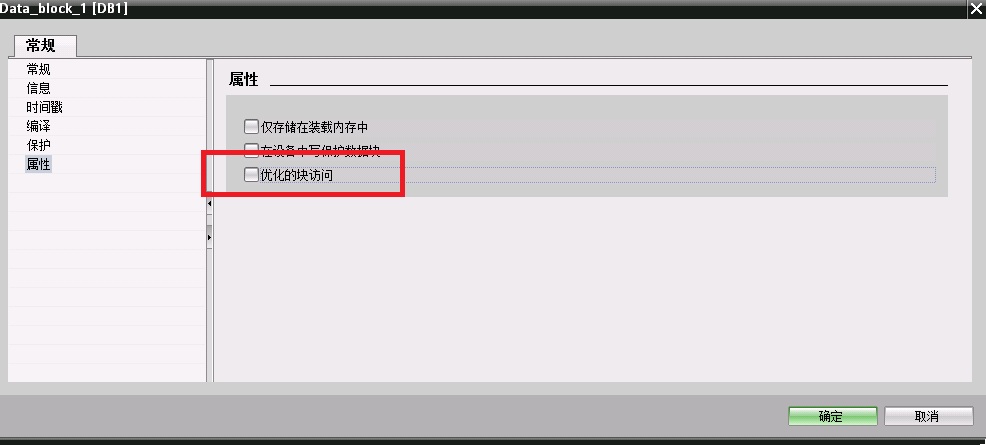 Data_block_1 [DB1]
常规
常规
信息
时间戳
编译
保护
属性
属性
仅存储在装载内存中
在设备中写保护数据块
优化的块访问
确定
取消